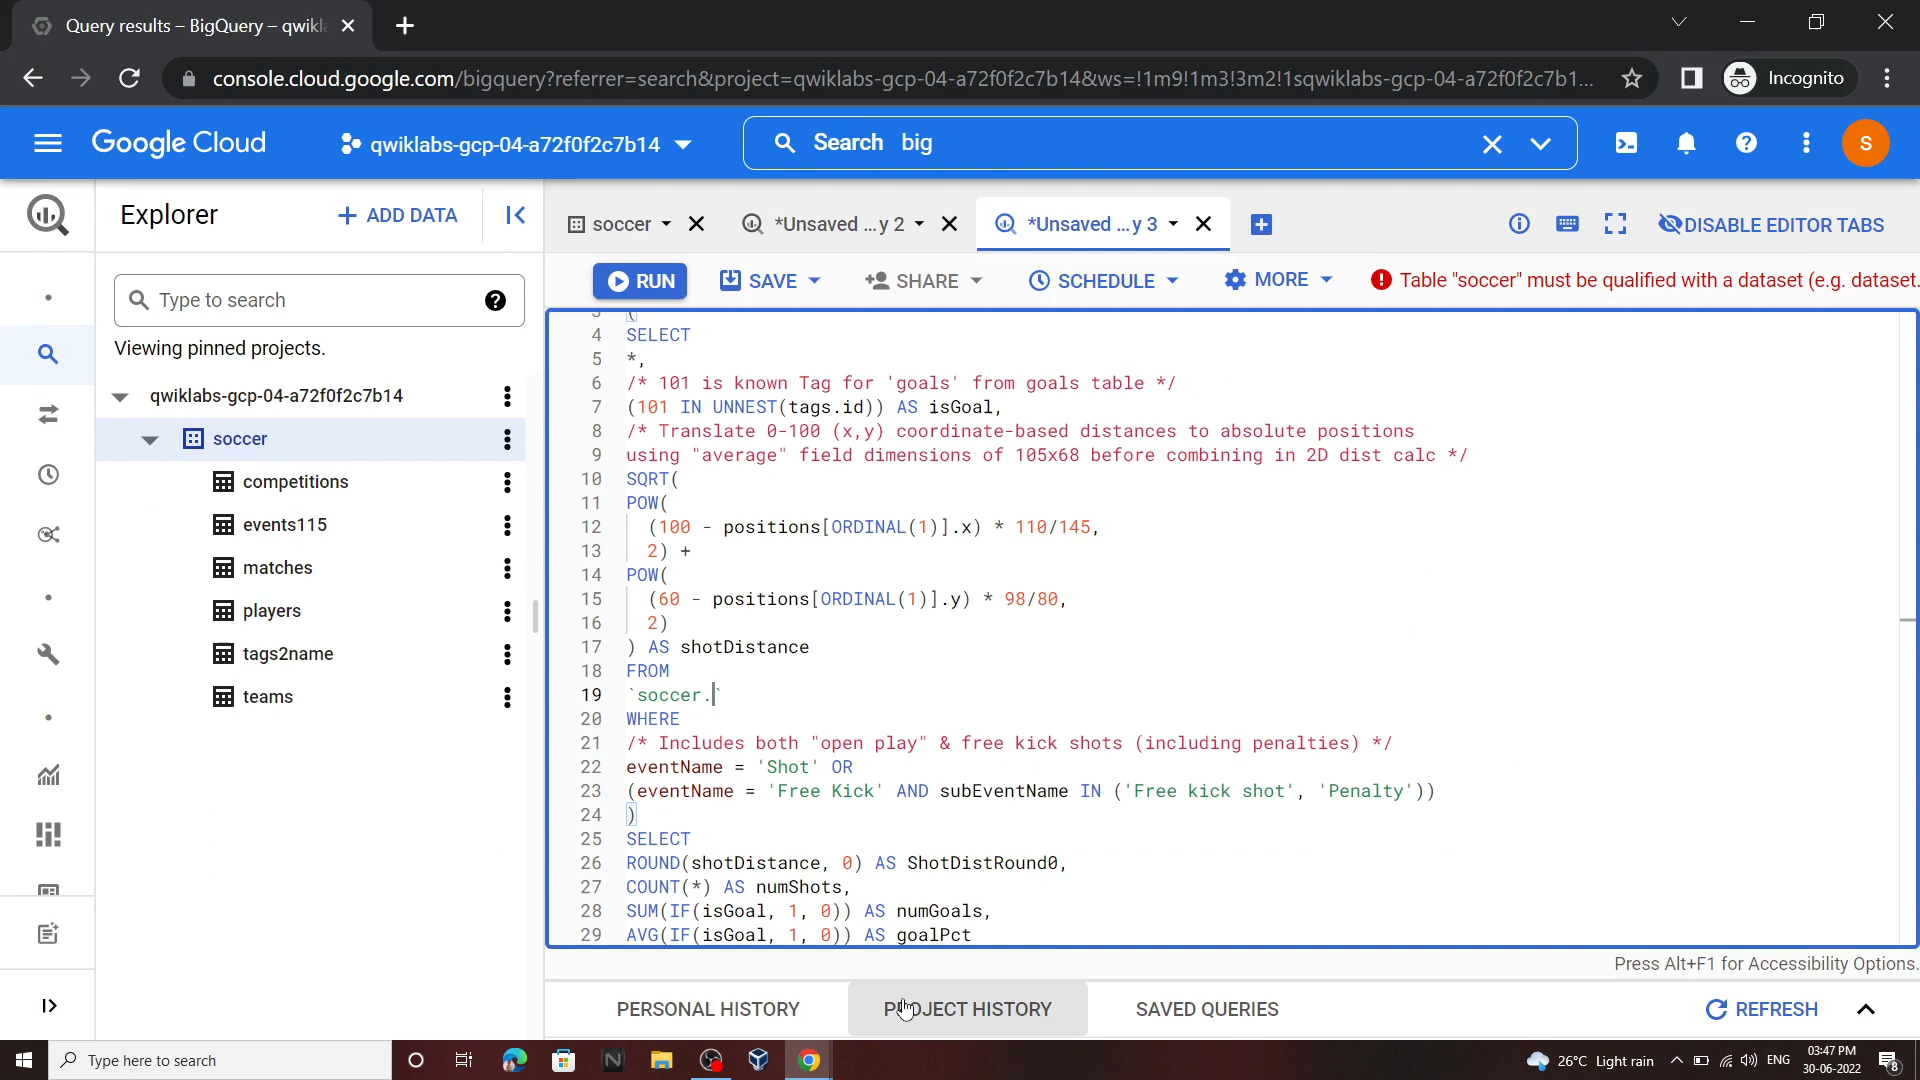 Query results – BigQuery – qwikla
console.cloud.google.com/bigquery?referrer=search&project=qwiklabs-gcp-04-a72f0f2c7b14&ws=!1m9!1m3!3m2!1sqwiklabs-gcp-04-a72f0f2c7b1...
Incognito
Google Cloud
qwiklabs-gcp-04-a72f0f2c7b14
Search big
S
Explorer
+ ADD DATA
soccer
*Unsaved ...y 2
*Unsaved ...y 3
DISABLE EDITOR TABS
RUN
SAVE
SHARE
SCHEDULE
MORE
Table "soccer" must be qualified with a dataset (e.g. dataset.
Type to search
Viewing pinned projects.
qwiklabs-gcp-04-a72f0f2c7b14
soccer
competitions
events115
matches
players
tags2name
teams
3 (
4 SELECT
5 *,
6 /* 101 is known Tag for 'goals' from goals table */
7 (101 IN UNNEST(tags.id)) AS isGoal,
8 /* Translate 0-100 (x,y) coordinate-based distances to absolute positions
9 using "average" field dimensions of 105x68 before combining in 2D dist calc */
10 SQRT(
11 POW(
12 (100 - positions[ORDINAL(1)].x) * 110/145,
13 2) +
14 POW(
15 (60 - positions[ORDINAL(1)].y) * 98/80,
16 2)
17 ) AS shotDistance
18 FROM
19 `soccer.`
20 WHERE
21 /* Includes both "open play" & free kick shots (including penalties) */
22 eventName = 'Shot' OR
23 (eventName = 'Free Kick' AND subEventName IN ('Free kick shot', 'Penalty'))
24 )
25 SELECT
26 ROUND(shotDistance, 0) AS ShotDistRound0,
27 COUNT(*) AS numShots,
28 SUM(IF(isGoal, 1, 0)) AS numGoals,
29 AVG(IF(isGoal, 1, 0)) AS goalPct
Press Alt+F1 for Accessibility Options.
PERSONAL HISTORY
PROJECT HISTORY
SAVED QUERIES
REFRESH
Type here to search
26°C Light rain
ENG
03:47 PM
30-06-2022
8